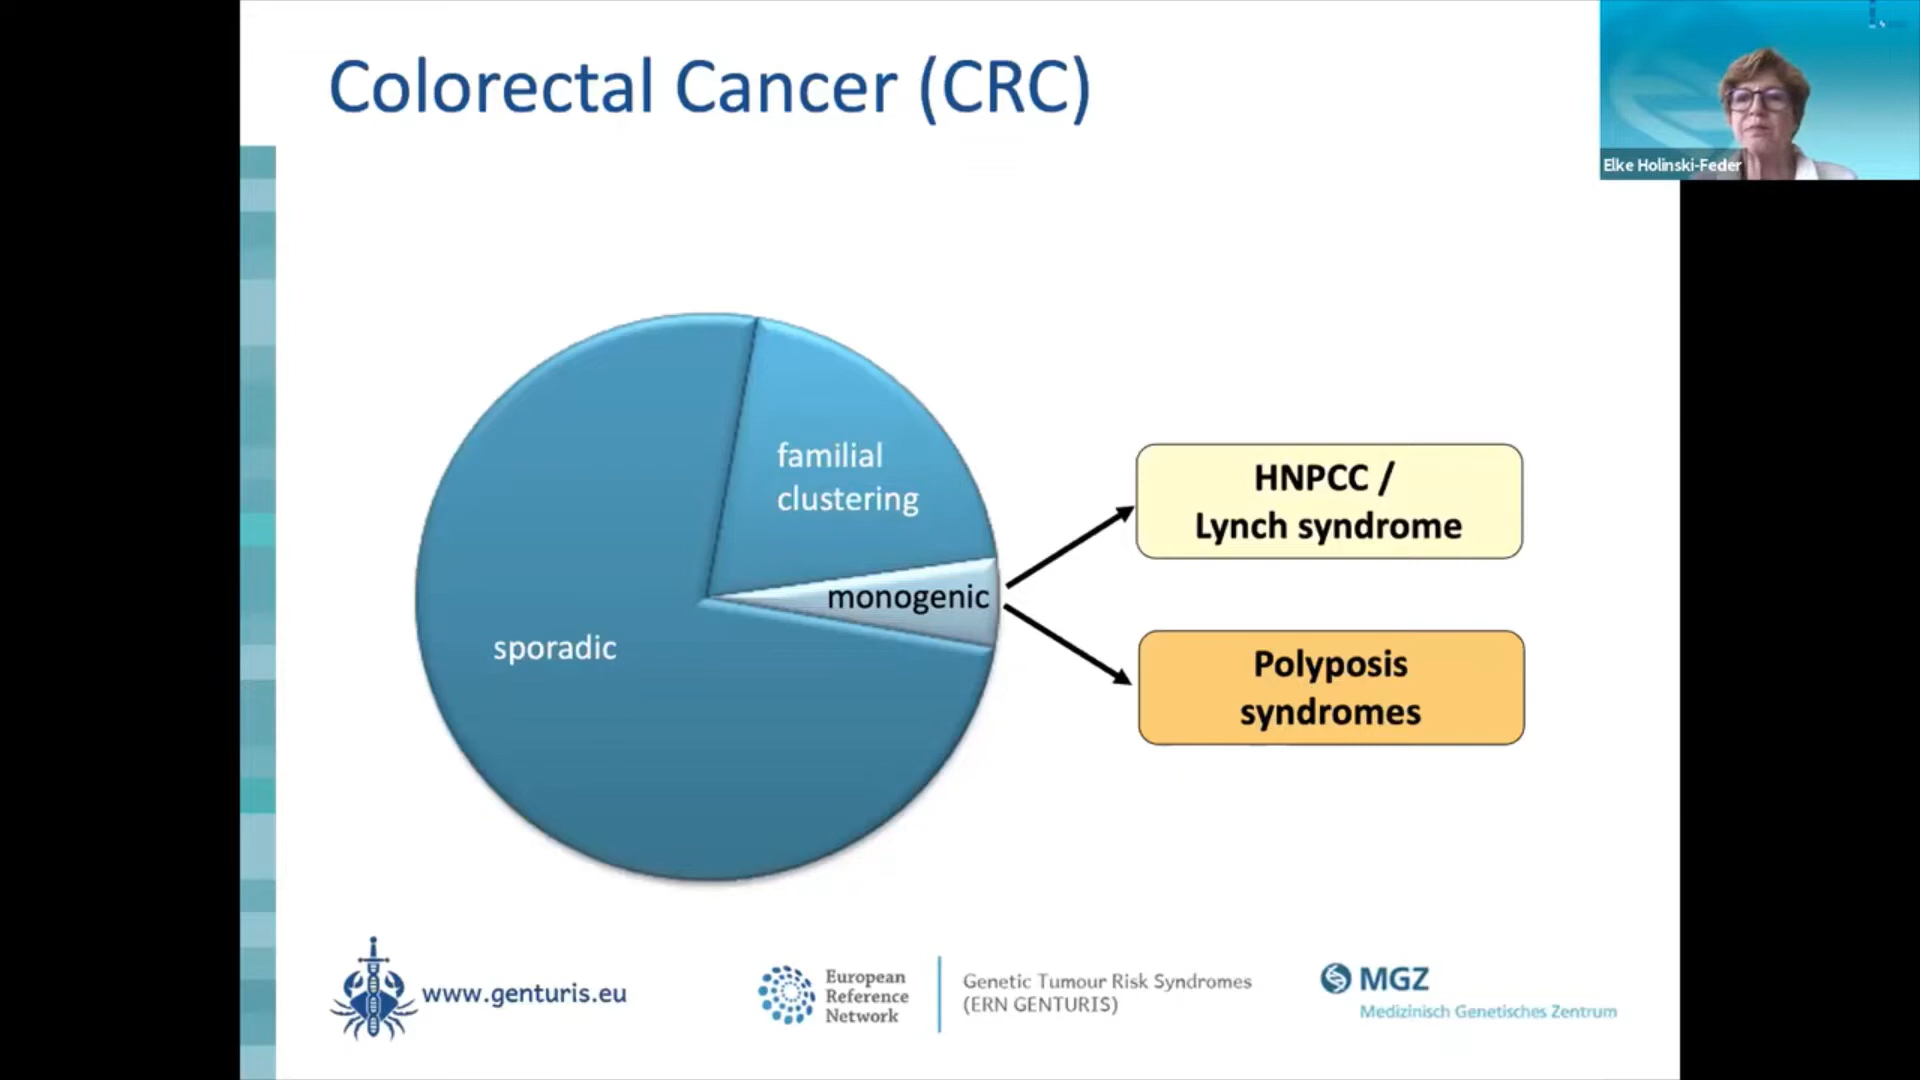 Colorectal Cancer (CRC)
Elke Holinski-Feder
familial
clustering
monogenic
sporadic
HNPCC /
Lynch syndrome
Polyposis
syndromes
www.genturis.eu
European
Reference
Network
Genetic Tumour Risk Syndromes
(ERN GENTURIS)
MGZ
Medizinisch Genetisches Zentrum